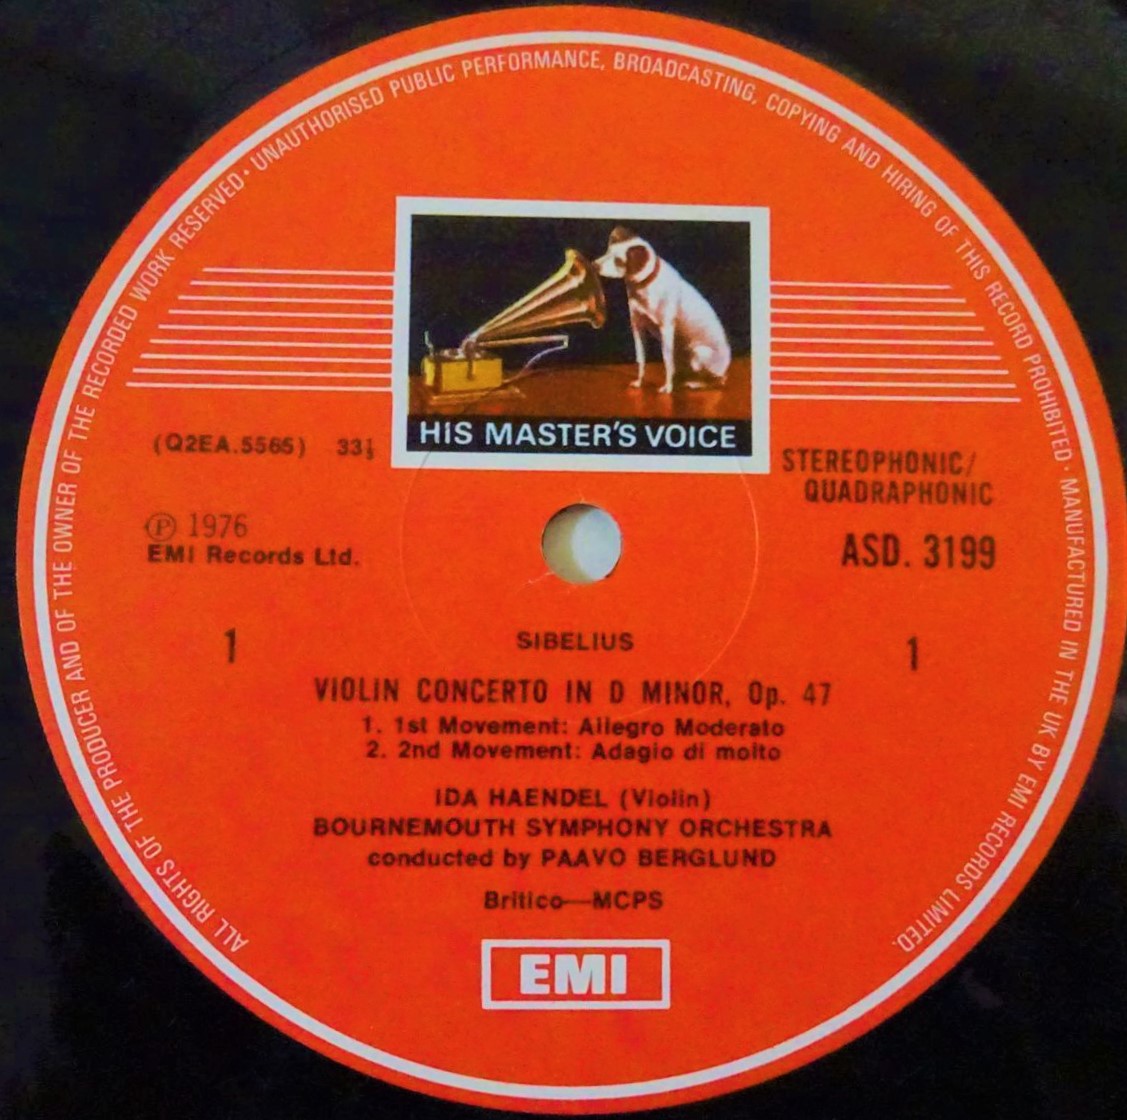 ALL RIGHTS OF THE PRODUCER AND OF THE OWNER OF THE RECORDED WORK RESERVED · UNAUTHORISED PUBLIC PERFORMANCE, BROADCASTING, COPYING AND HIRING OF THIS RECORD PROHIBITED · MANUFACTURED IN THE UK BY EMI RECORDS LIMITED.
HIS MASTER'S VOICE
(Q2EA.5565) 33⅓
STEREOPHONIC/
QUADRAPHONIC
℗ 1976
EMI Records Ltd.
ASD. 3199
1
1
SIBELIUS
VIOLIN CONCERTO IN D MINOR, Op. 47
1. 1st Movement: Allegro Moderato
2. 2nd Movement: Adagio di molto
IDA HAENDEL (Violin)
BOURNEMOUTH SYMPHONY ORCHESTRA
conducted by PAAVO BERGLUND
Britico—MCPS
EMI